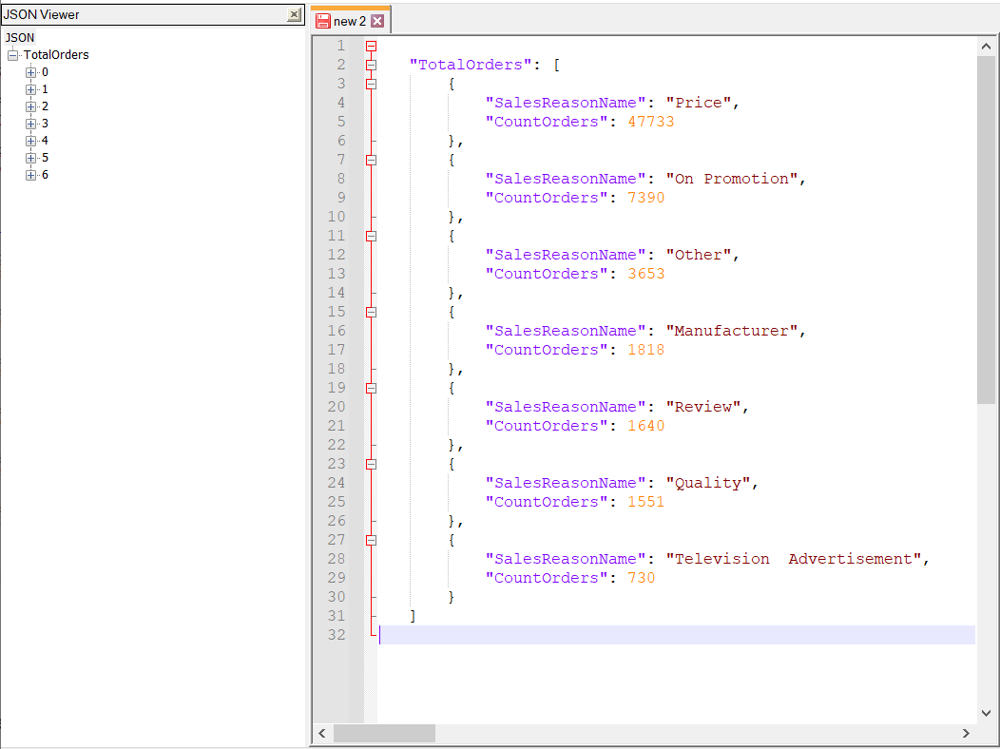 JSON Viewer
JSON
TotalOrders
0
1
2
3
4
5
6
new 2
1
2 "TotalOrders": [
3 {
4 "SalesReasonName": "Price",
5 "CountOrders": 47733
6 },
7 {
8 "SalesReasonName": "On Promotion",
9 "CountOrders": 7390
10 },
11 {
12 "SalesReasonName": "Other",
13 "CountOrders": 3653
14 },
15 {
16 "SalesReasonName": "Manufacturer",
17 "CountOrders": 1818
18 },
19 {
20 "SalesReasonName": "Review",
21 "CountOrders": 1640
22 },
23 {
24 "SalesReasonName": "Quality",
25 "CountOrders": 1551
26 },
27 {
28 "SalesReasonName": "Television  Advertisement",
29 "CountOrders": 730
30 }
31 ]
32